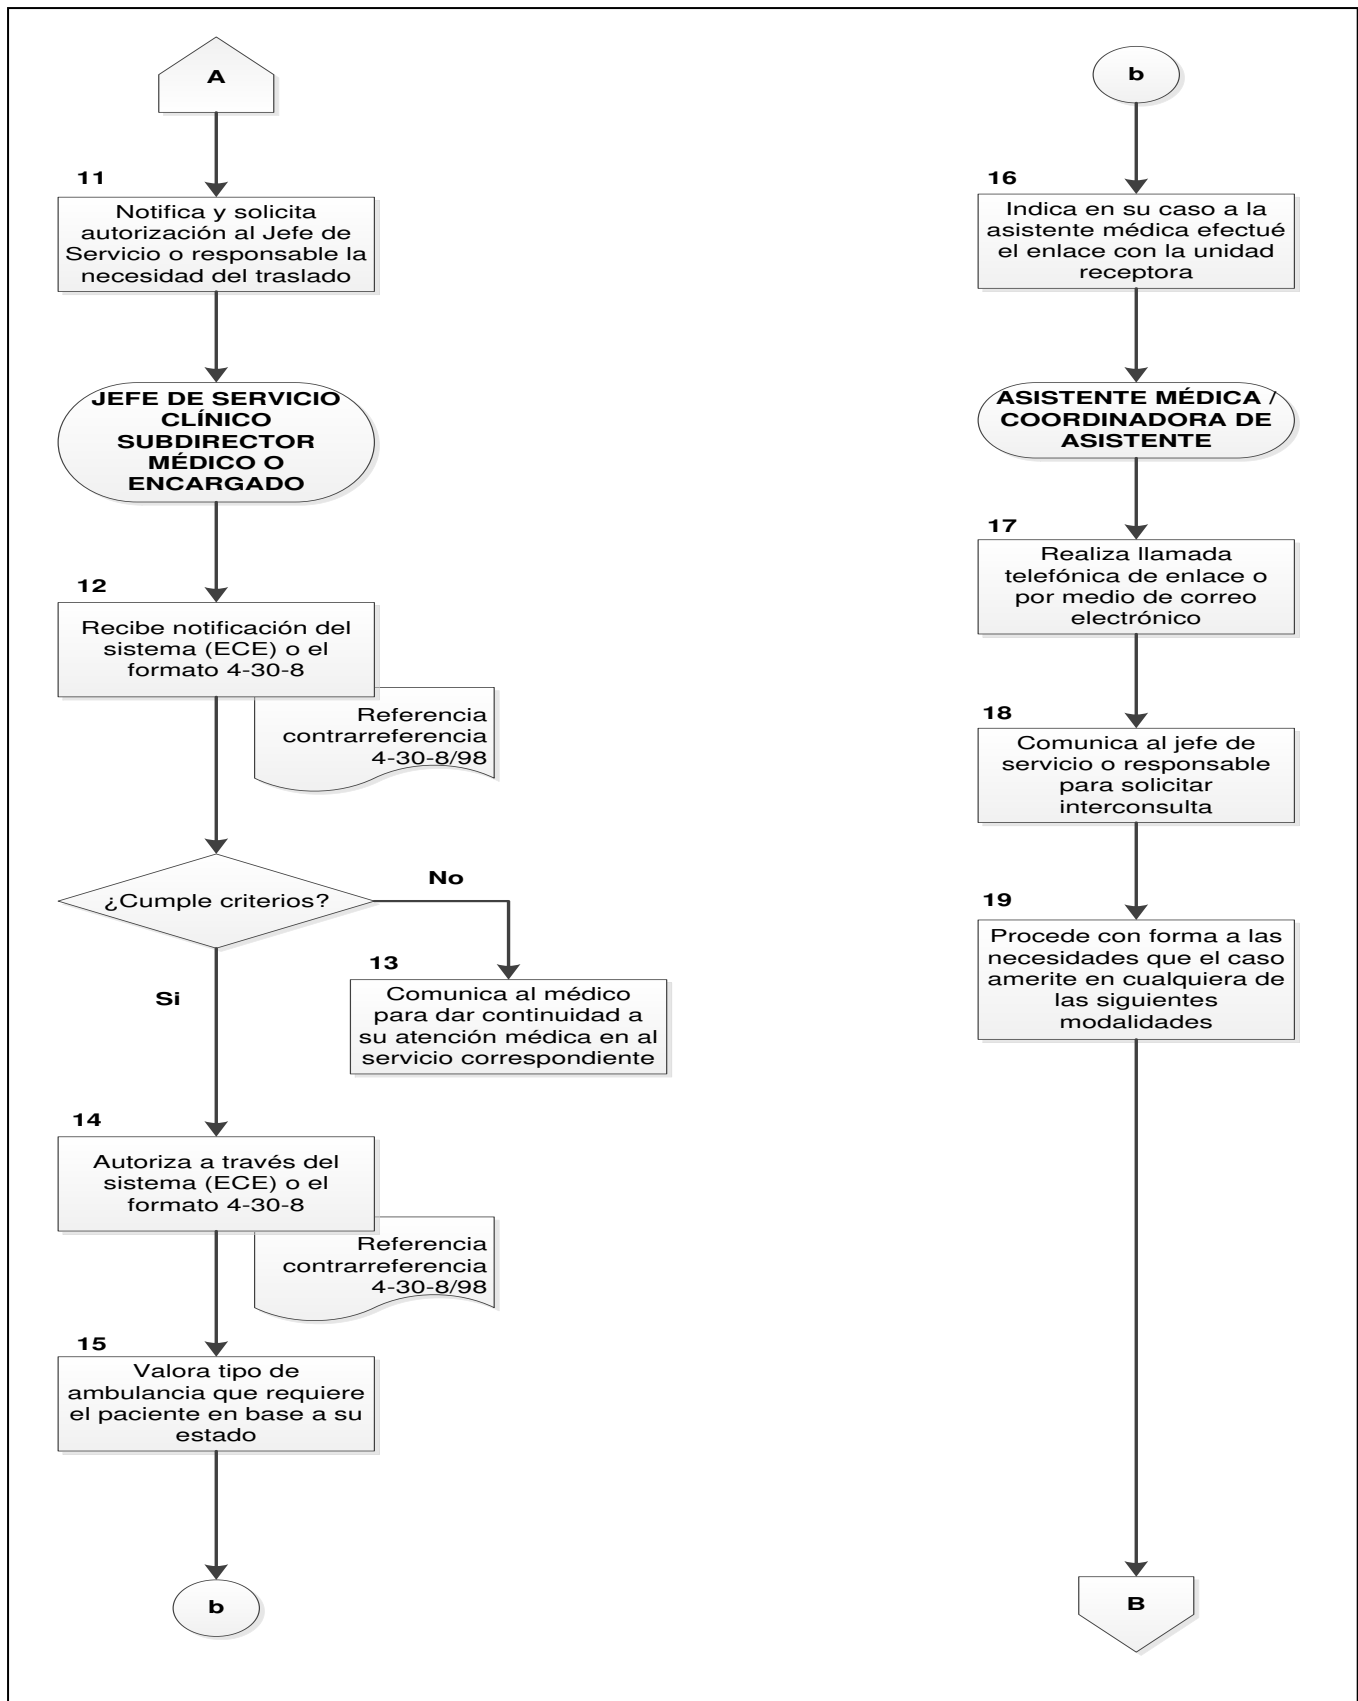 A
11
Notifica y solicita
autorización al Jefe de
Servicio o responsable la
necesidad del traslado
JEFE DE SERVICIO
CLÍNICO
SUBDIRECTOR
MÉDICO O
ENCARGADO
12
Recibe notificación del
sistema (ECE) o el
formato 4-30-8
Referencia
contrarreferencia
4-30-8/98
¿Cumple criterios?
No
13
Comunica al médico
para dar continuidad a
su atención médica en al
servicio correspondiente
Si
14
Autoriza a través del
sistema (ECE) o el
formato 4-30-8
Referencia
contrarreferencia
4-30-8/98
15
Valora tipo de
ambulancia que requiere
el paciente en base a su
estado
b
b
16
Indica en su caso a la
asistente médica efectué
el enlace con la unidad
receptora
ASISTENTE MÉDICA /
COORDINADORA DE
ASISTENTE
17
Realiza llamada
telefónica de enlace o
por medio de correo
electrónico
18
Comunica al jefe de
servicio o responsable
para solicitar
interconsulta
19
Procede con forma a las
necesidades que el caso
amerite en cualquiera de
las siguientes
modalidades
B